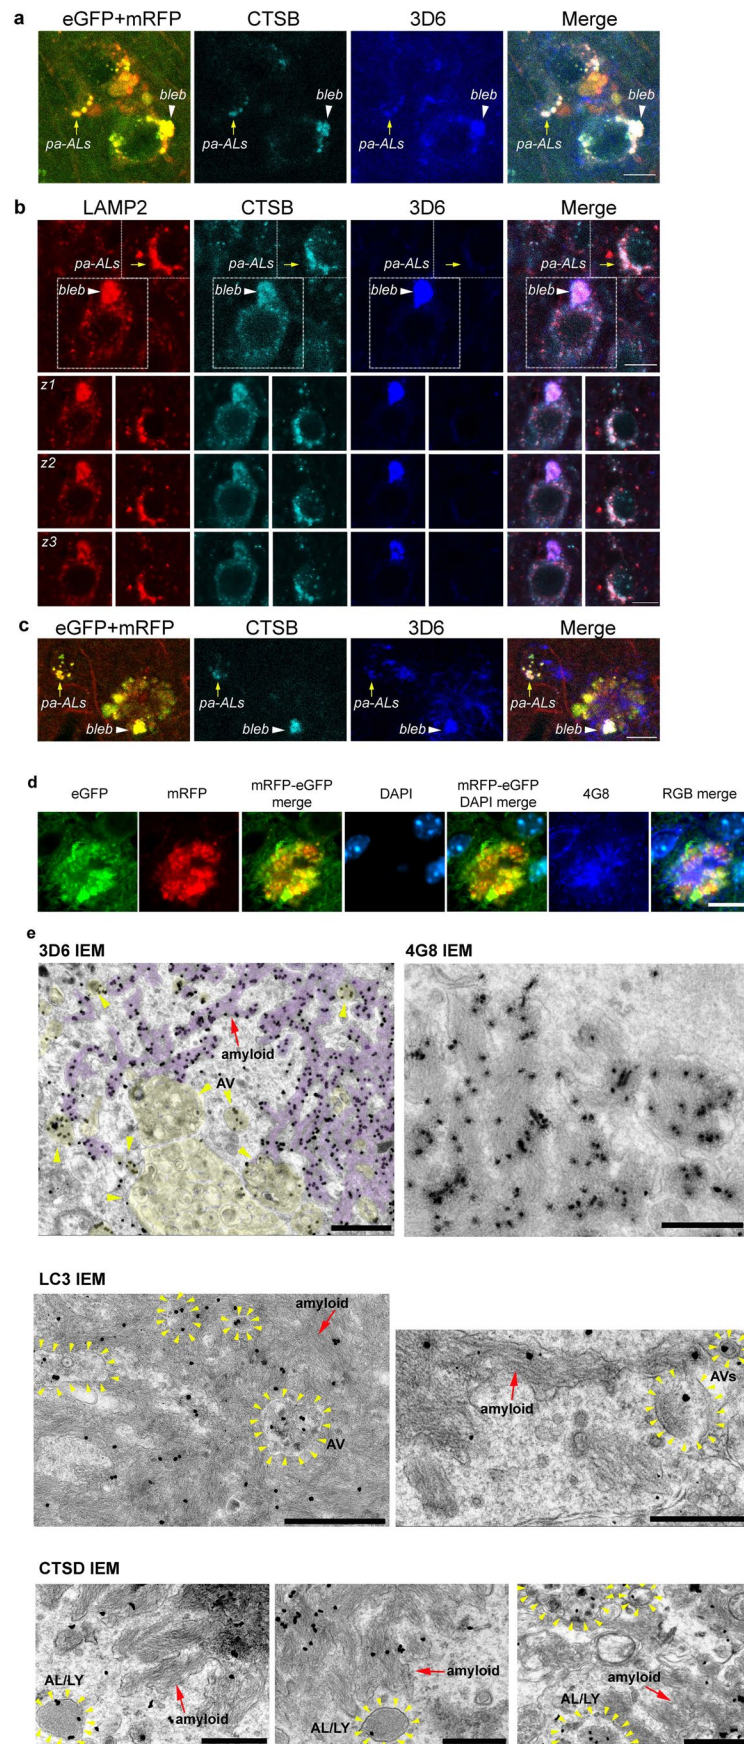 a
eGFP+mRFP CTSB 3D6 Merge
bleb bleb bleb bleb
pa-ALs pa-ALs pa-ALs pa-ALs
b
LAMP2 CTSB 3D6 Merge
pa-ALs pa-ALs pa-ALs pa-ALs
bleb bleb bleb bleb
z1
z2
z3
c
eGFP+mRFP CTSB 3D6 Merge
pa-ALs pa-ALs pa-ALs pa-ALs
bleb bleb bleb bleb
d
eGFP mRFP mRFP-eGFP merge DAPI mRFP-eGFP DAPI merge 4G8 RGB merge
e
3D6 IEM 4G8 IEM
amyloid
AV
LC3 IEM
amyloid
AV
AVs
amyloid
CTSD IEM
AL/LY
amyloid
amyloid
AL/LY
amyloid
AL/LY